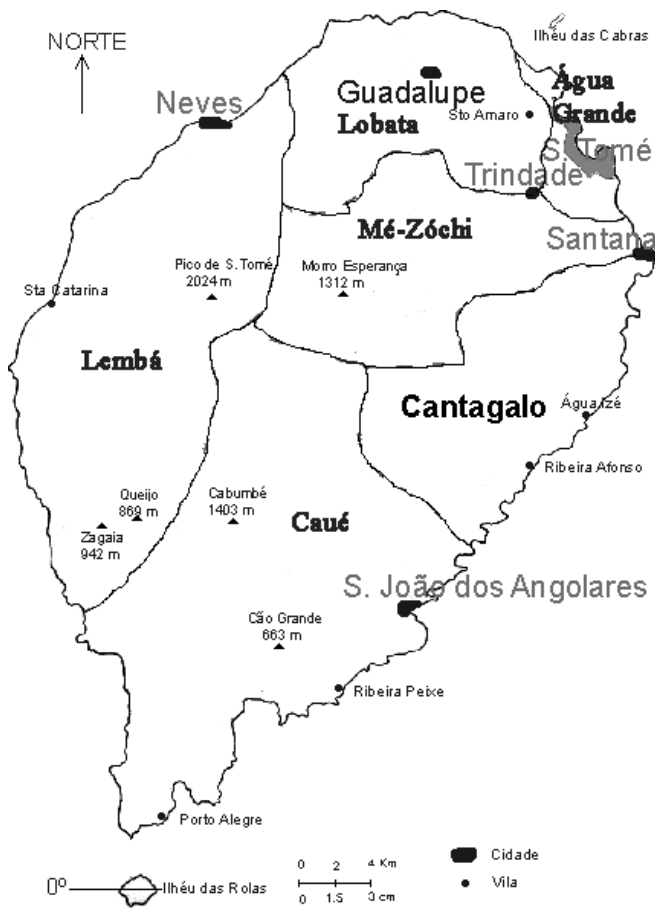 NORTE
Ilhéu das Cabras
Neves
Guadalupe
Lobata
Sto Amaro
Água
Grande
S. Tomé
Trindade
Mé-Zóchi
Santana
Pico de S. Tomé
2024 m
Morro Esperança
1312 m
Sta Catarina
Lembá
Cantagalo
Água Izé
Ribeira Afonso
Queijo
869 m
Zagaia
942 m
Cabumbé
1403 m
Caué
S. João dos Angolares
Cão Grande
663 m
Ribeira Peixe
Porto Alegre
0º
Ilhéu das Rolas
0 2 4 Km
0 1.5 3 cm
Cidade
Vila